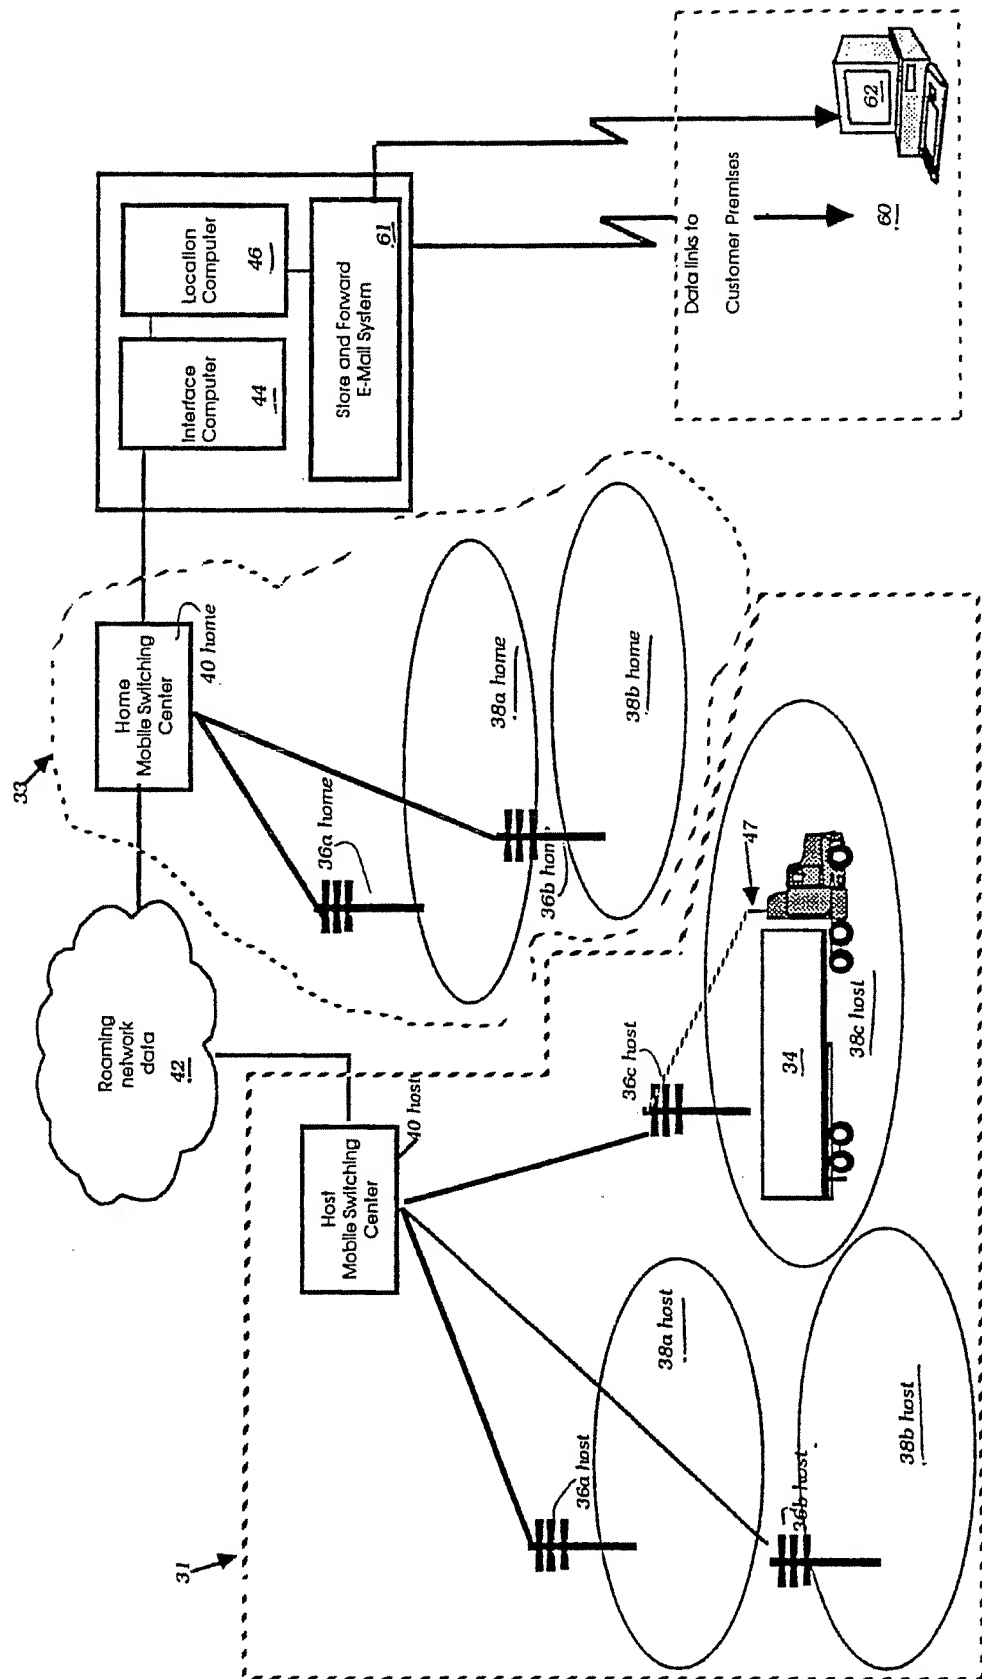 31
Host
Mobile Switching
Center
40 host
Roaming
network
data
42
33
Home
Mobile Switching
Center
40 home
Interface
Computer
44
Location
Computer
46
Store and Forward
E-Mail System
61
36a home
38a home
38b home
36a host
38a host
36b host
38b host
36c host
47
34
38c host
Data links to
Customer Premises
60
62